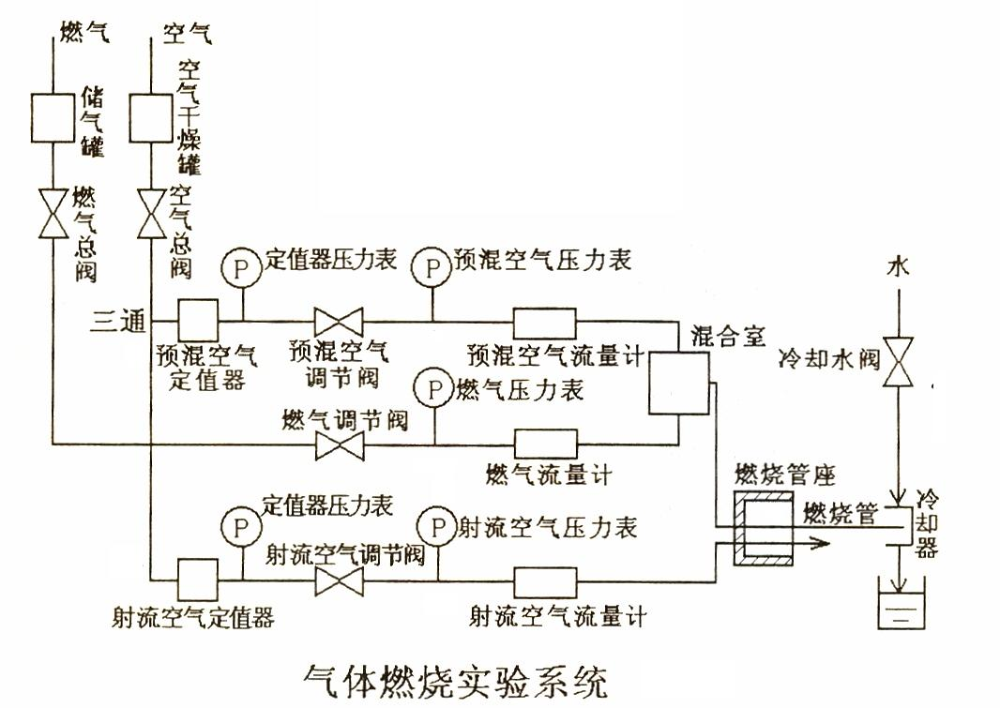 燃气
空气
储气罐
空气干燥罐
燃气总阀
空气总阀
P
定值器压力表
P
预混空气压力表
水
三通
预混空气
定值器
预混空气
调节阀
预混空气流量计
混合室
冷却水阀
P
燃气压力表
燃气调节阀
燃气流量计
燃烧管座
P
定值器压力表
P
射流空气压力表
燃烧管
冷却器
射流空气调节阀
射流空气定值器
射流空气流量计
气体燃烧实验系统